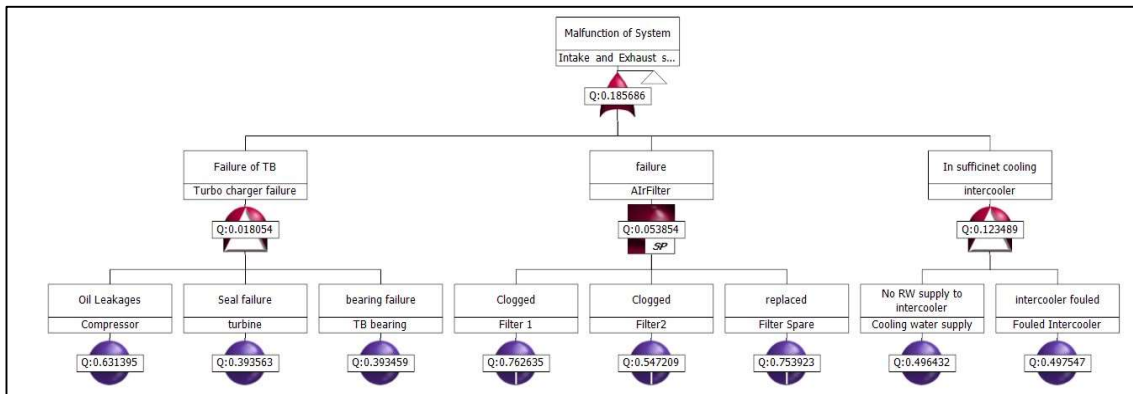 Malfunction of System
Intake and Exhaust s...
Q:0.185686
Failure of TB
Turbo charger failure
Q:0.018054
failure
AIrFilter
Q:0.053854
SP
In sufficinet cooling
intercooler
Q:0.123489
Oil Leakages
Compressor
Q:0.631395
Seal failure
turbine
Q:0.393563
bearing failure
TB bearing
Q:0.393459
Clogged
Filter 1
Q:0.762635
Clogged
Filter2
Q:0.547209
replaced
Filter Spare
Q:0.753923
No RW supply to
intercooler
Cooling water supply
Q:0.496432
intercooler fouled
Fouled Intercooler
Q:0.497547